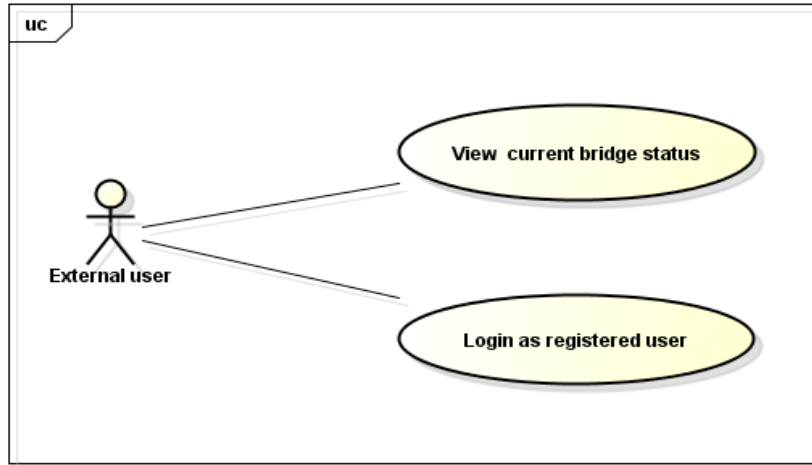 uc
View  current bridge status
External user
Login as registered user